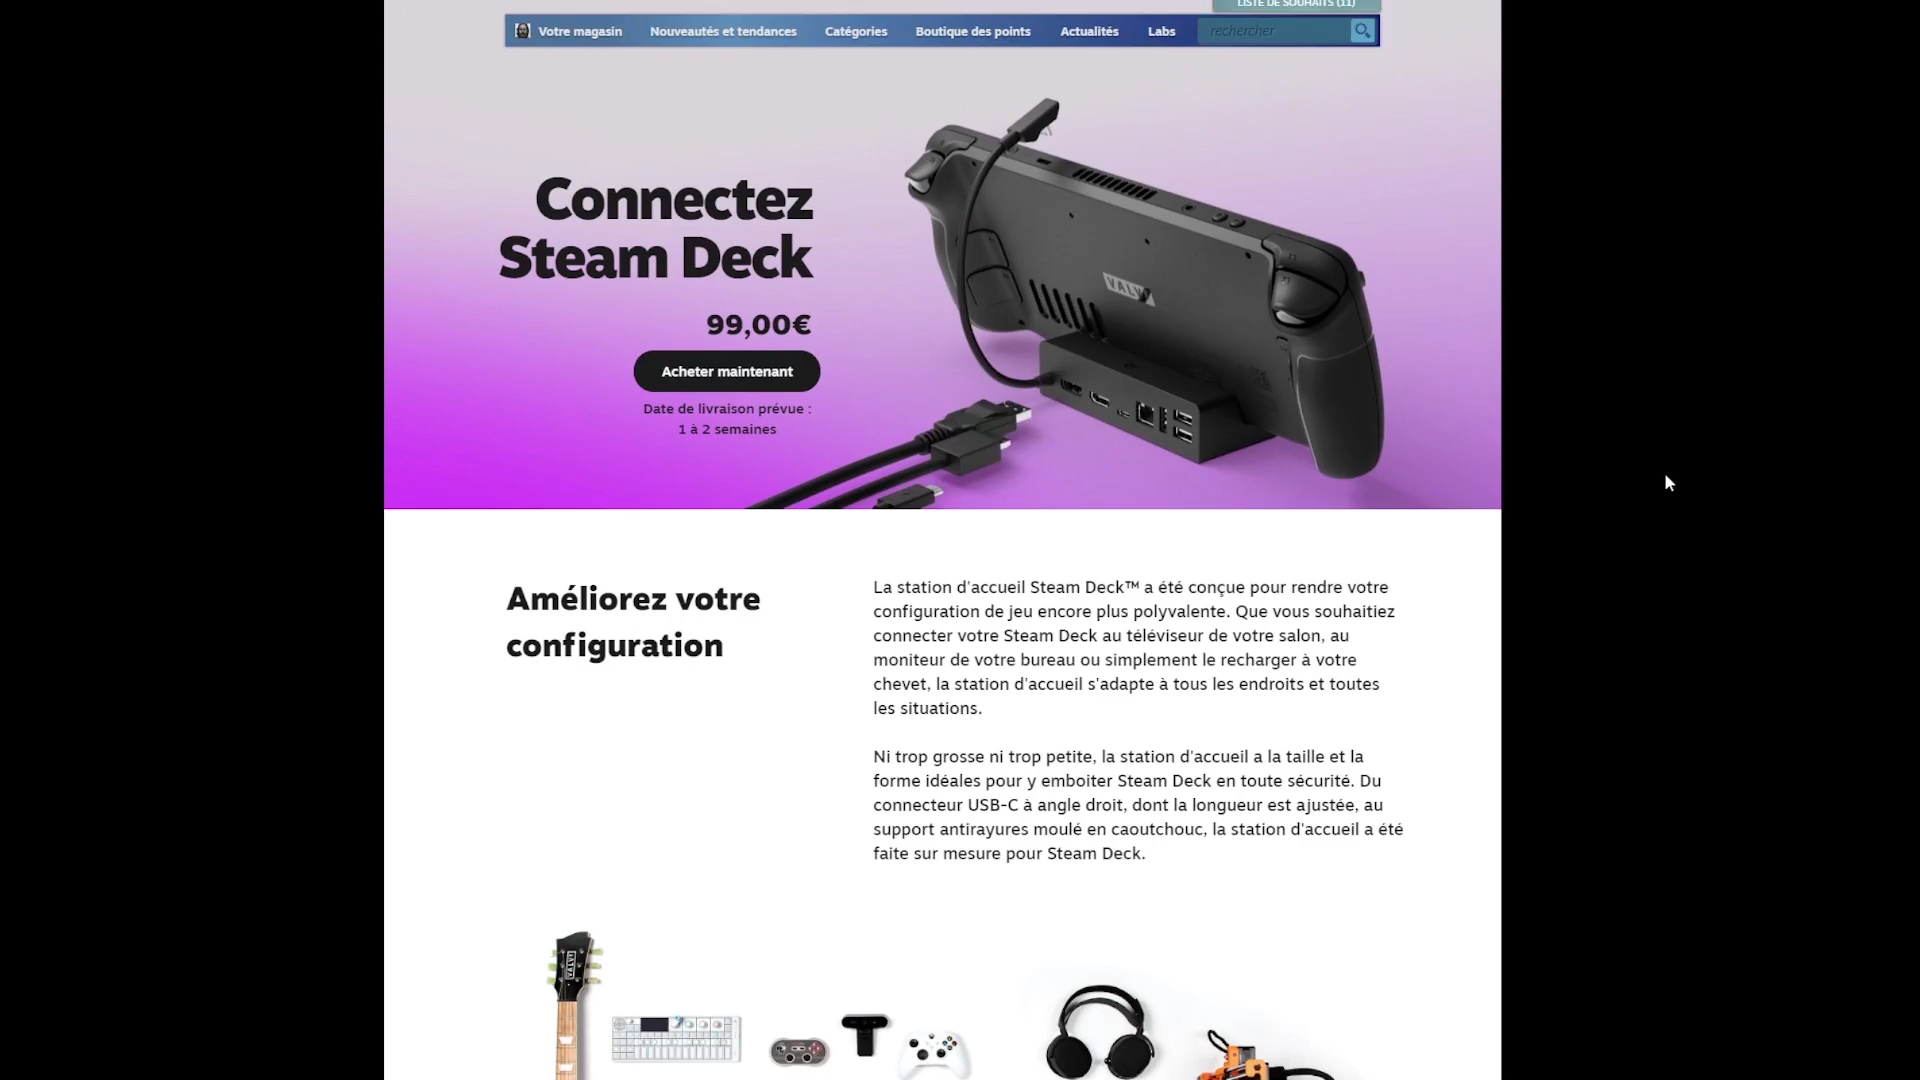 LISTE DE SOUHAITS (11)
Votre magasin
Nouveautés et tendances
Catégories
Boutique des points
Actualités
Labs
rechercher
Connectez
Steam Deck
99,00€
Acheter maintenant
Date de livraison prévue :
1 à 2 semaines
VALVE
Améliorez votre
configuration
La station d'accueil Steam Deck™ a été conçue pour rendre votre
configuration de jeu encore plus polyvalente. Que vous souhaitiez
connecter votre Steam Deck au téléviseur de votre salon, au
moniteur de votre bureau ou simplement le recharger à votre
chevet, la station d'accueil s'adapte à tous les endroits et toutes
les situations.
Ni trop grosse ni trop petite, la station d'accueil a la taille et la
forme idéales pour y emboiter Steam Deck en toute sécurité. Du
connecteur USB-C à angle droit, dont la longueur est ajustée, au
support antirayures moulé en caoutchouc, la station d'accueil a été
faite sur mesure pour Steam Deck.
VALVE